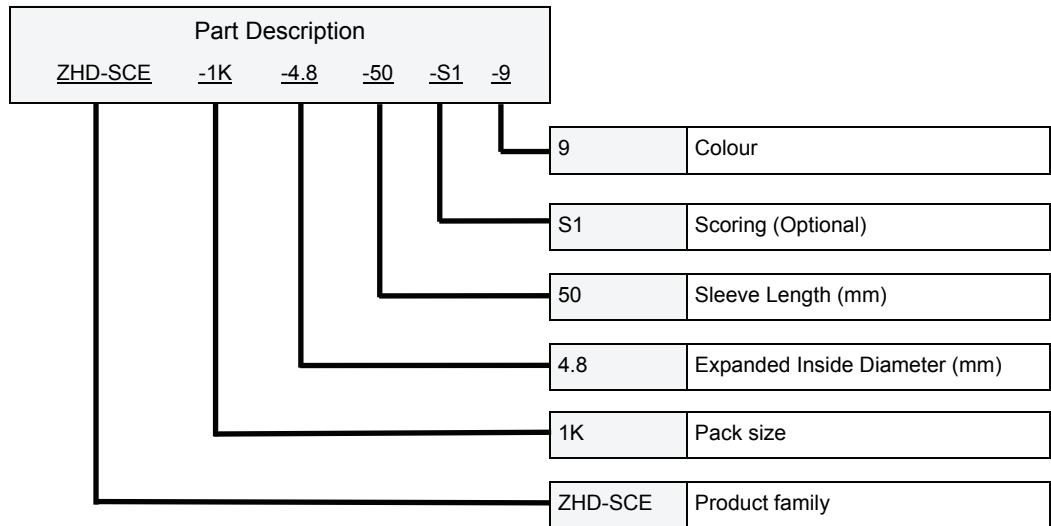 Part Description
ZHD-SCE -1K -4.8 -50 -S1 -9
9 Colour
S1 Scoring (Optional)
50 Sleeve Length (mm)
4.8 Expanded Inside Diameter (mm)
1K Pack size
ZHD-SCE Product family